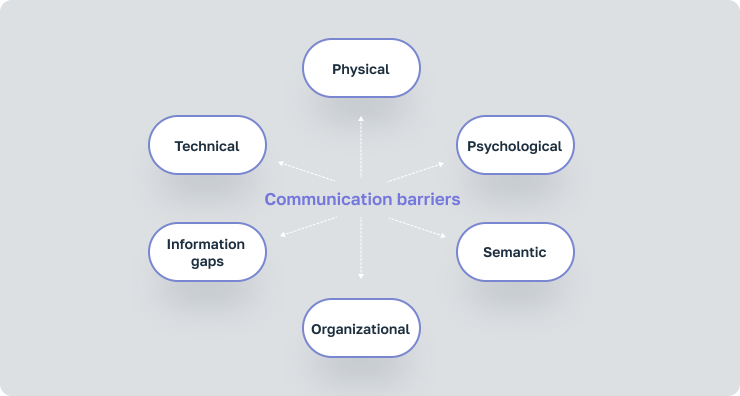 Physical
Technical
Psychological
Communication barriers
Information
gaps
Semantic
Organizational